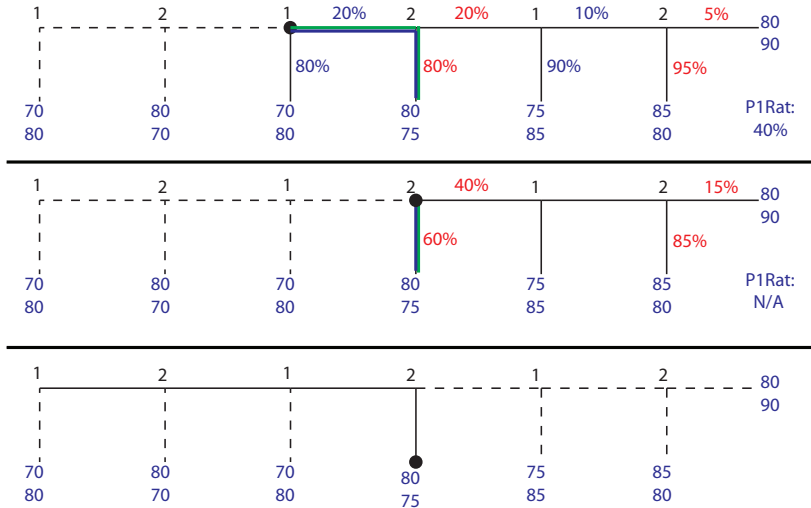 1 2 1 20% 2 20% 1 10% 2 5% 80
90
80% 80% 90% 95%
70 80 70 80 75 85 P1Rat:
80 70 80 75 85 80 40%
1 2 1 2 40% 1 2 15% 80
90
60% 85%
70 80 70 80 75 85 P1Rat:
80 70 80 75 85 80 N/A
1 2 1 2 1 2 80
90
70 80 70 80 75 85
80 70 80 75 85 80